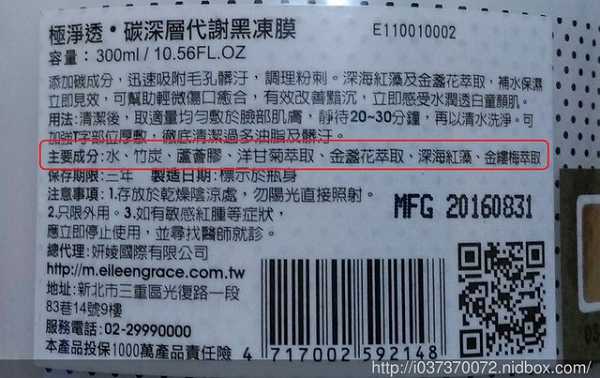 極淨透•碳深層代謝黑凍膜 E110010002
容量：300ml/10.56FL.OZ
添加碳成分，迅速吸附毛孔髒汙，調理粉刺。深海紅藻及金盞花萃取，補水保濕
立即見效，可幫助輕微傷口癒合，有效改善黯沉，立即感受水潤透白童顏肌。
用法:清潔後，取適量均勻敷於臉部肌膚，靜待20–30分鐘，再以清水洗淨。可
加強T字部位厚敷，徹底清潔過多油脂及髒汙。
主要成分：水、竹炭、蘆薈膠、洋甘菊萃取、金盞花萃取、深海紅藻、金縷梅萃取
保存期限：三年 製造日期：標示於瓶身
注意事項：1.存放於乾燥陰涼處，勿陽光直接照射。
2.只限外用。3.如有敏感紅腫等症狀，
應立即停止使用，並尋找醫師就診。
MFG 20160831
總代理：妍崚國際有限公司
http://m.eileengrace.com.tw
地址：新北市三重區光復路一段
83巷14號9樓
服務電話：02-29990000
本產品投保1000萬產品責任險
4 717002 592148
http://i037370072.nidbox.com